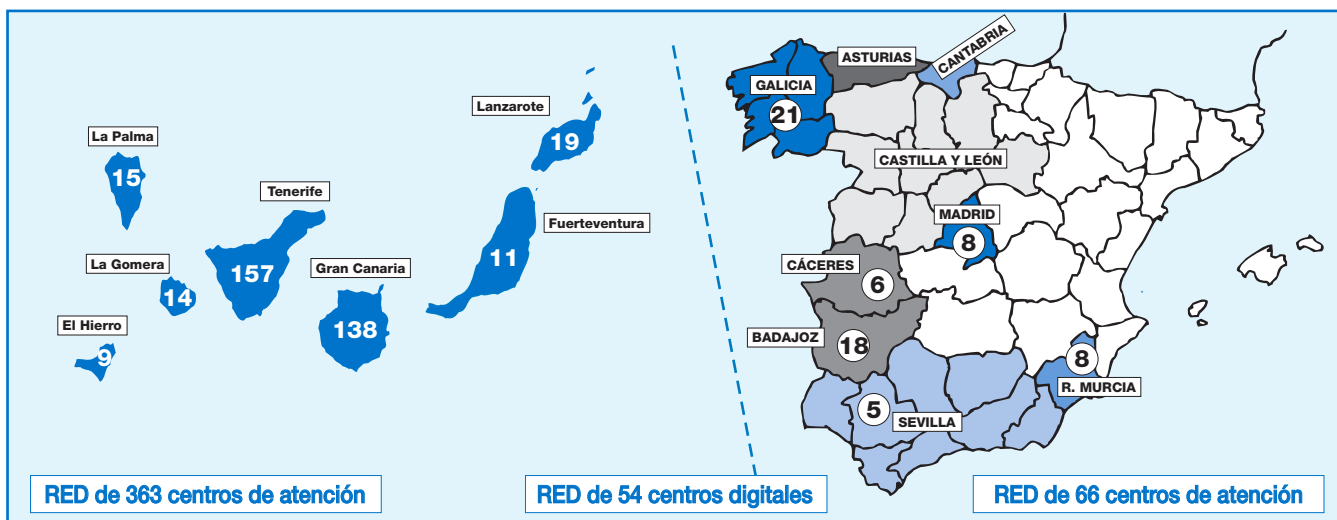 La Palma
15
La Gomera
14
El Hierro
9
Tenerife
157
Gran Canaria
138
Lanzarote
19
Fuerteventura
11
ASTURIAS
CANTABRIA
GALICIA
21
CASTILLA Y LEÓN
MADRID
8
CÁCERES
6
BADAJOZ
18
8
R. MURCIA
5
SEVILLA
RED de 363 centros de atención
RED de 54 centros digitales
RED de 66 centros de atención